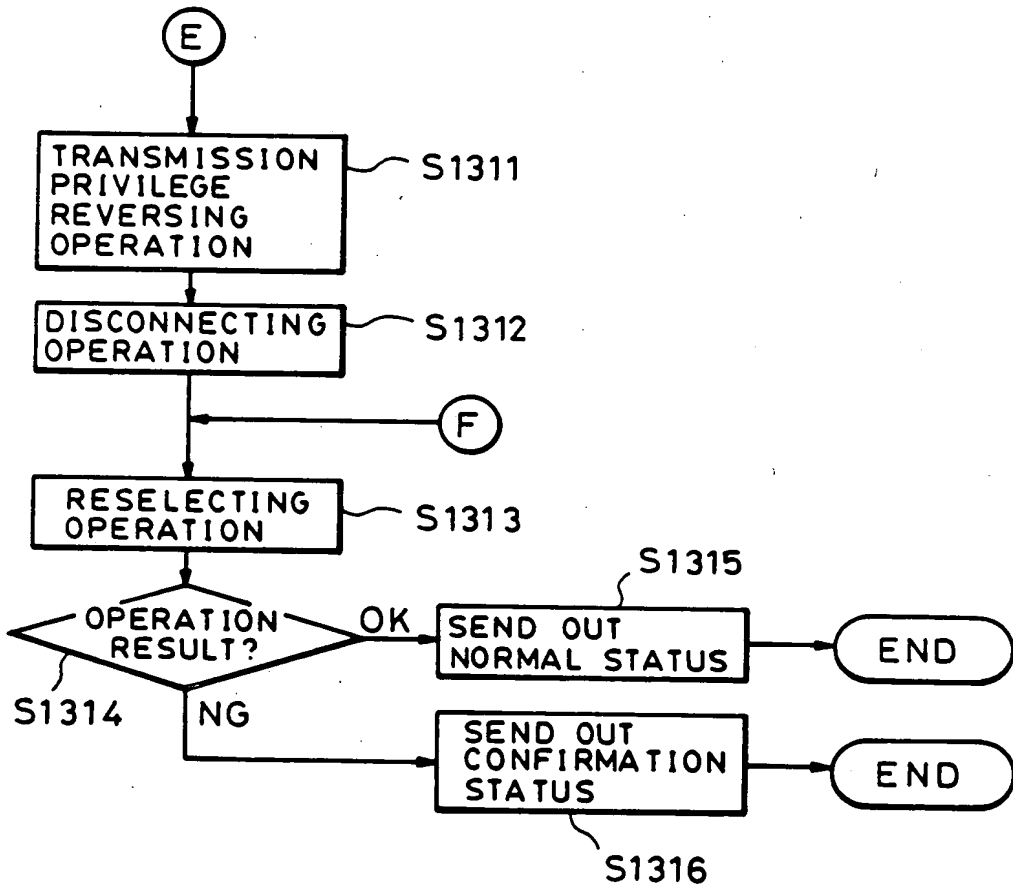 E
TRANSMISSION
PRIVILEGE
REVERSING
OPERATION
S1311
DISCONNECTING
OPERATION
S1312
F
RESELECTING
OPERATION
S1313
OPERATION
RESULT?
S1314
OK
S1315
SEND OUT
NORMAL STATUS
END
NG
SEND OUT
CONFIRMATION
STATUS
END
S1316